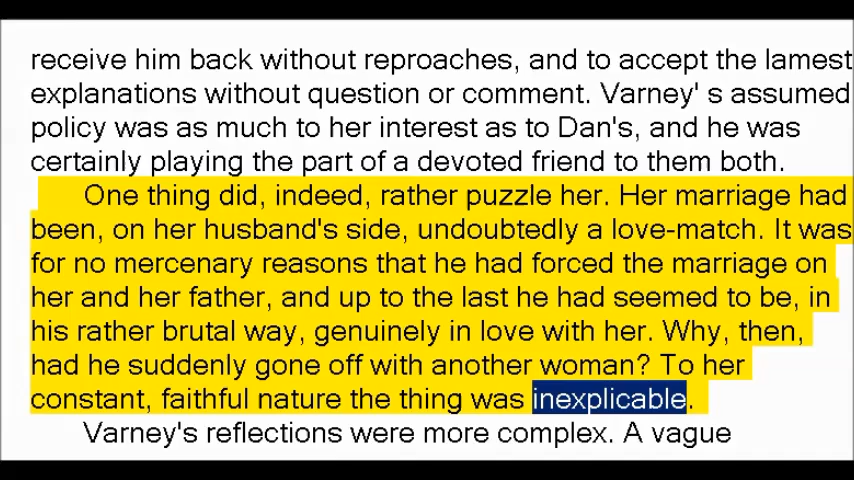 receive him back without reproaches, and to accept the lamest
explanations without question or comment. Varney' s assumed
policy was as much to her interest as to Dan's, and he was
certainly playing the part of a devoted friend to them both.
One thing did, indeed, rather puzzle her. Her marriage had
been, on her husband's side, undoubtedly a love-match. It was
for no mercenary reasons that he had forced the marriage on
her and her father, and up to the last he had seemed to be, in
his rather brutal way, genuinely in love with her. Why, then,
had he suddenly gone off with another woman? To her
constant, faithful nature the thing was inexplicable.
Varney's reflections were more complex. A vague